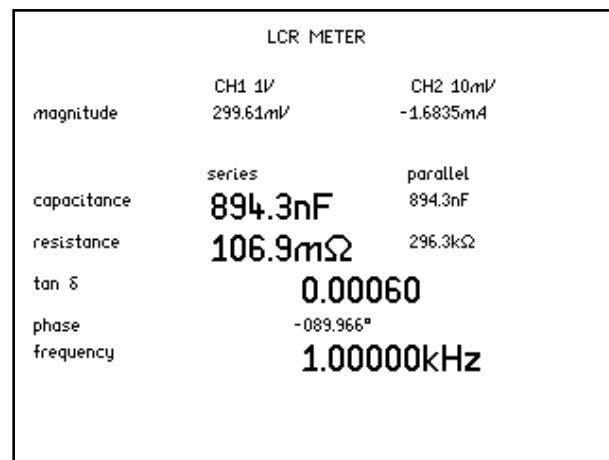 LCR METER
CH1 1V CH2 10mV
magnitude 299.61mV -1.6835mA
series parallel
capacitance 894.3nF 894.3nF
resistance 106.9mΩ 296.3kΩ
tan δ 0.00060
phase -089.966°
frequency 1.00000kHz